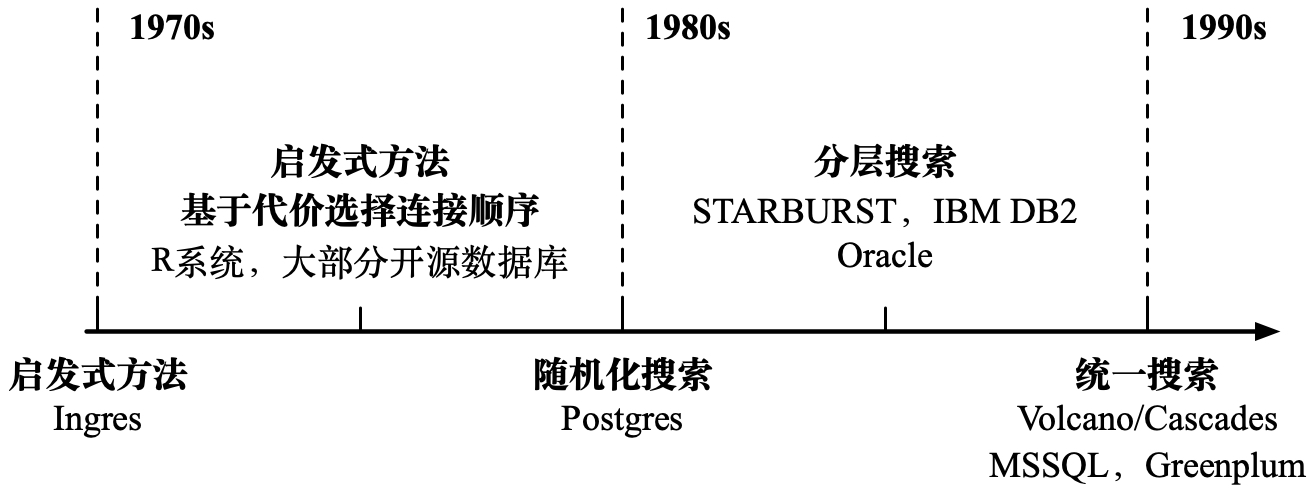 1970s
1980s
1990s
启发式方法
基于代价选择连接顺序
R系统，大部分开源数据库
分层搜索
STARBURST，IBM DB2
Oracle
启发式方法
Ingres
随机化搜索
Postgres
统一搜索
Volcano/Cascades
MSSQL，Greenplum